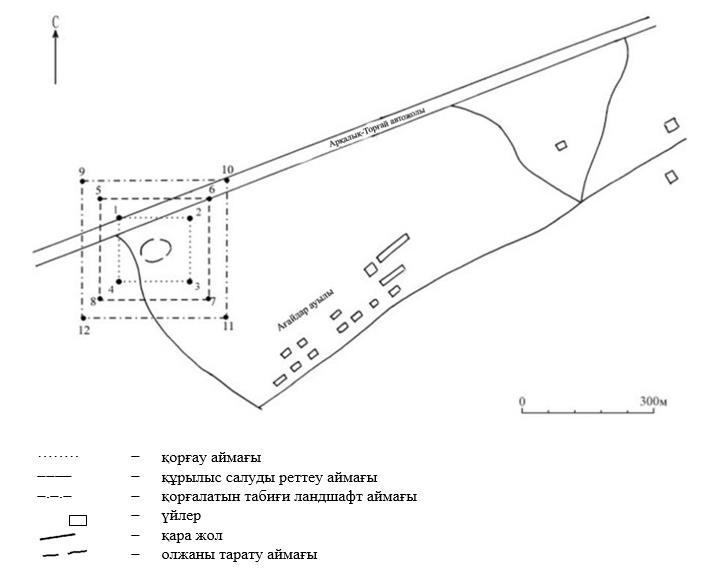 С
Арқалық-Торғай автожолы
9
10
5
6
1
2
4
3
8
7
12
11
Ағайдар ауылы
0
300м
........ – қорғау аймағы
––––– – құрылыс салуды реттеу аймағы
–·–·– – қорғалатын табиғи ландшафт аймағы
– үйлер
– қара жол
– олжаны тарату аймағы